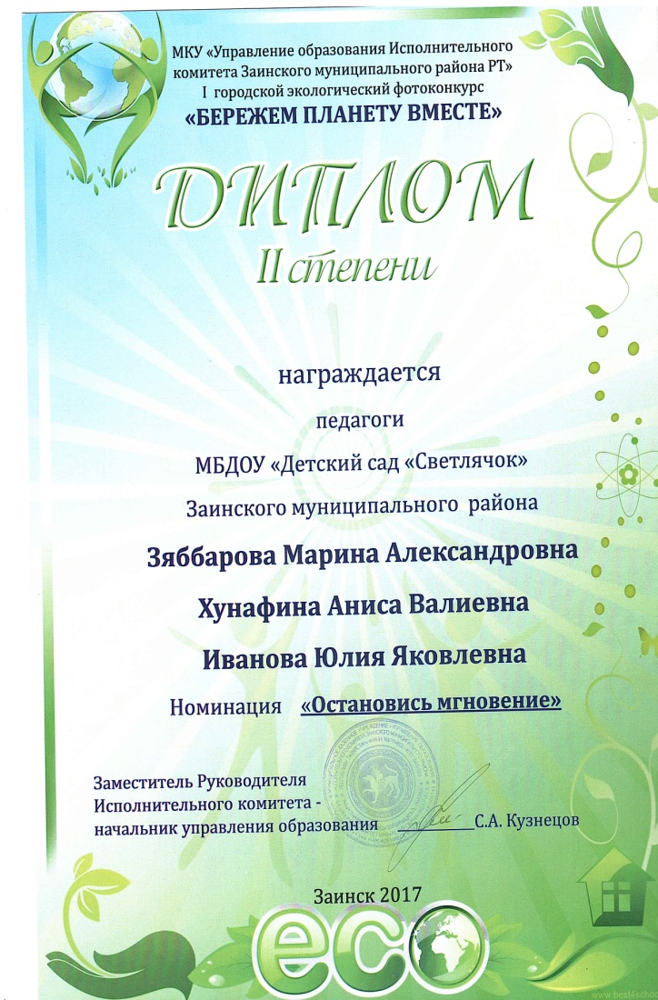 МКУ «Управление образования Исполнительного
комитета Заинского муниципального района РТ»
I городской экологический фотоконкурс
«БЕРЕЖЕМ ПЛАНЕТУ ВМЕСТЕ»
ДИПЛОМ
II степени
награждается
педагоги
МБДОУ «Детский сад «Светлячок»
Заинского муниципального района
Зяббарова Марина Александровна
Хунафина Аниса Валиевна
Иванова Юлия Яковлевна
Номинация «Остановись мгновение»
Заместитель Руководителя
Исполнительного комитета -
начальник управления образования ________ С.А. Кузнецов
Заинск 2017
eco